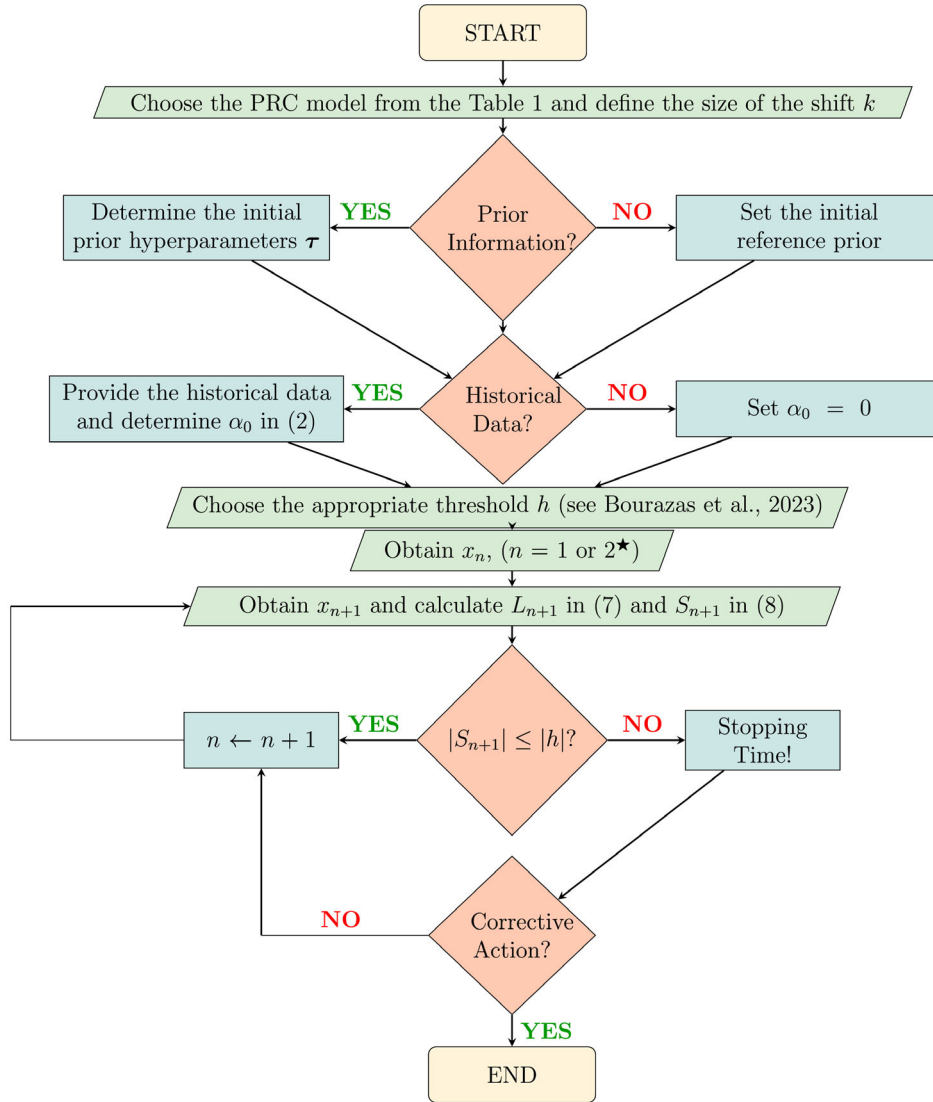 START
Choose the PRC model from the Table 1 and define the size of the shift k
YES
NO
Determine the initial
prior hyperparameters τ
Prior
Information?
Set the initial
reference prior
YES
NO
Provide the historical data
and determine α₀ in (2)
Historical
Data?
Set α₀ = 0
Choose the appropriate threshold h (see Bourazas et al., 2023)
Obtain xₙ, (n = 1 or 2★)
Obtain xₙ₊₁ and calculate Lₙ₊₁ in (7) and Sₙ₊₁ in (8)
YES
NO
n ← n + 1
|Sₙ₊₁| ≤ |h|?
Stopping
Time!
NO
Corrective
Action?
YES
END